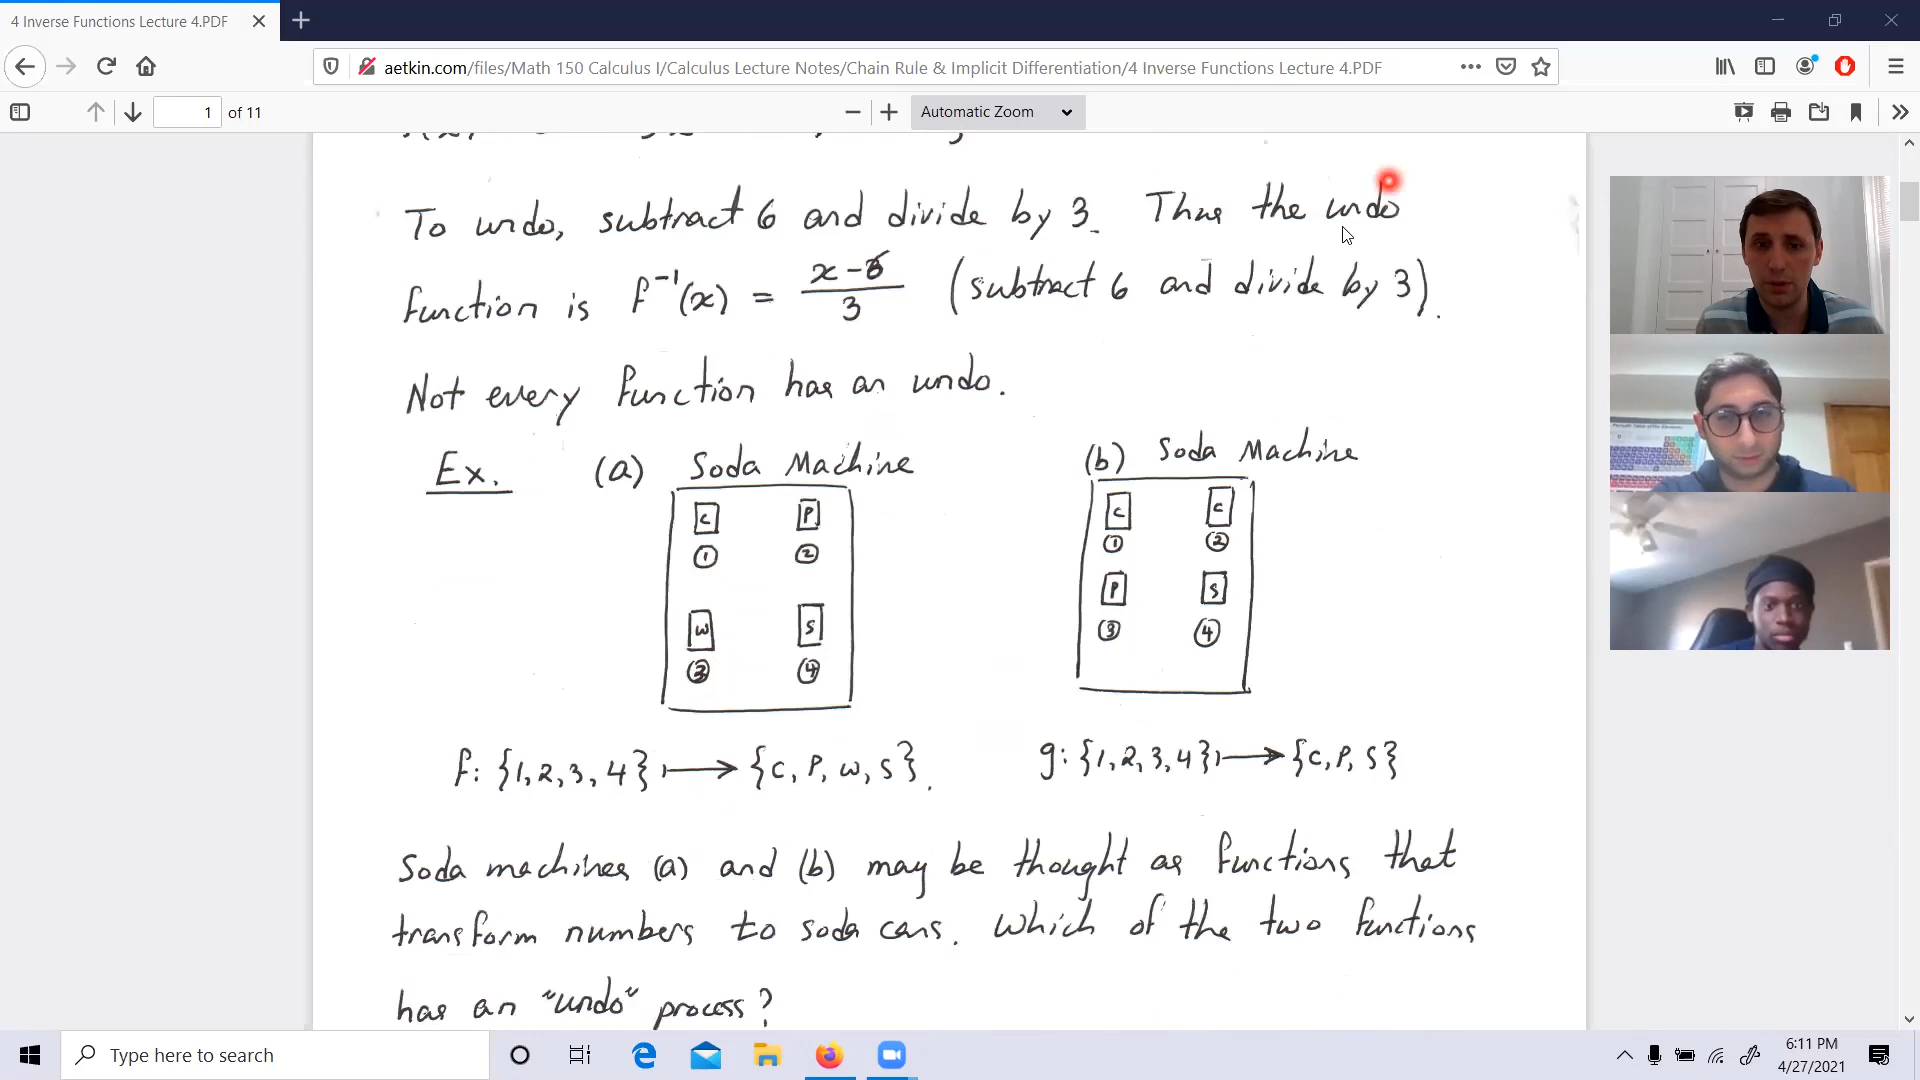 4 Inverse Functions Lecture 4.PDF
aetkin.com/files/Math 150 Calculus I/Calculus Lecture Notes/Chain Rule & Implicit Differentiation/4 Inverse Functions Lecture 4.PDF
1 of 11
Automatic Zoom
To undo, subtract 6 and divide by 3. Thus the undo
function is f⁻¹(x) = (x-6)/3 (subtract 6 and divide by 3).
Not every function has an undo.
Ex. (a) Soda Machine (b) Soda Machine
C P C C
1 2 1 2
W S P S
3 4 3 4
f: {1, 2, 3, 4} ↦ {C, P, W, S}.
g: {1, 2, 3, 4} ↦ {C, P, S}
Soda machines (a) and (b) may be thought as functions that
transform numbers to soda cans. Which of the two functions
has an "undo" process?
Type here to search
6:11 PM
4/27/2021